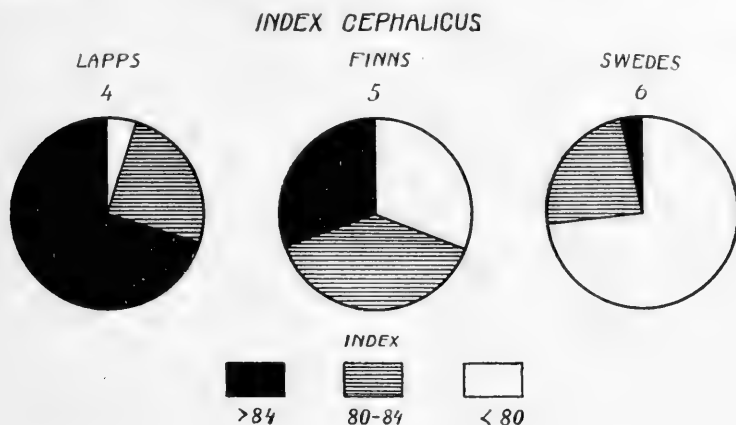 INDEX CEPHALICUS
LAPPS FINNS SWEDES
4 5 6
INDEX
>84 80-84 <80